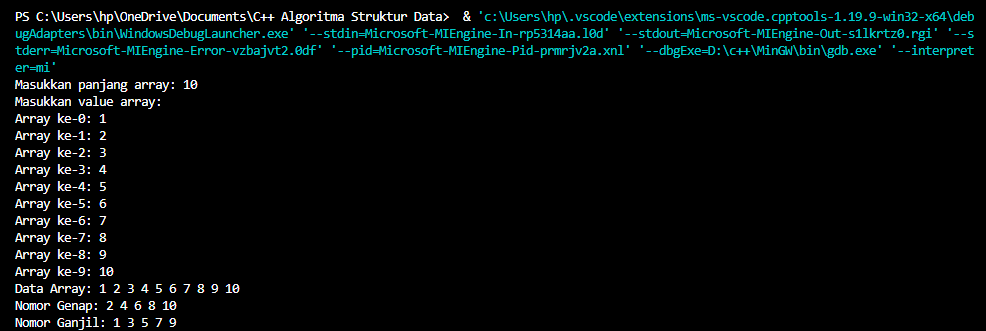 PS C:\Users\hp\OneDrive\Documents\C++ Algoritma Struktur Data>  & 'c:\Users\hp\.vscode\extensions\ms-vscode.cpptools-1.19.9-win32-x64\deb
ugAdapters\bin\WindowsDebugLauncher.exe' '--stdin=Microsoft-MIEngine-In-rp5314aa.l0d' '--stdout=Microsoft-MIEngine-Out-s1lkrtz0.rgi' '--s
tderr=Microsoft-MIEngine-Error-vzbajvt2.0df' '--pid=Microsoft-MIEngine-Pid-prmrjv2a.xnl' '--dbgExe=D:\c++\MinGW\bin\gdb.exe' '--interpret
er=mi'
Masukkan panjang array: 10
Masukkan value array:
Array ke-0: 1
Array ke-1: 2
Array ke-2: 3
Array ke-3: 4
Array ke-4: 5
Array ke-5: 6
Array ke-6: 7
Array ke-7: 8
Array ke-8: 9
Array ke-9: 10
Data Array: 1 2 3 4 5 6 7 8 9 10
Nomor Genap: 2 4 6 8 10
Nomor Ganjil: 1 3 5 7 9